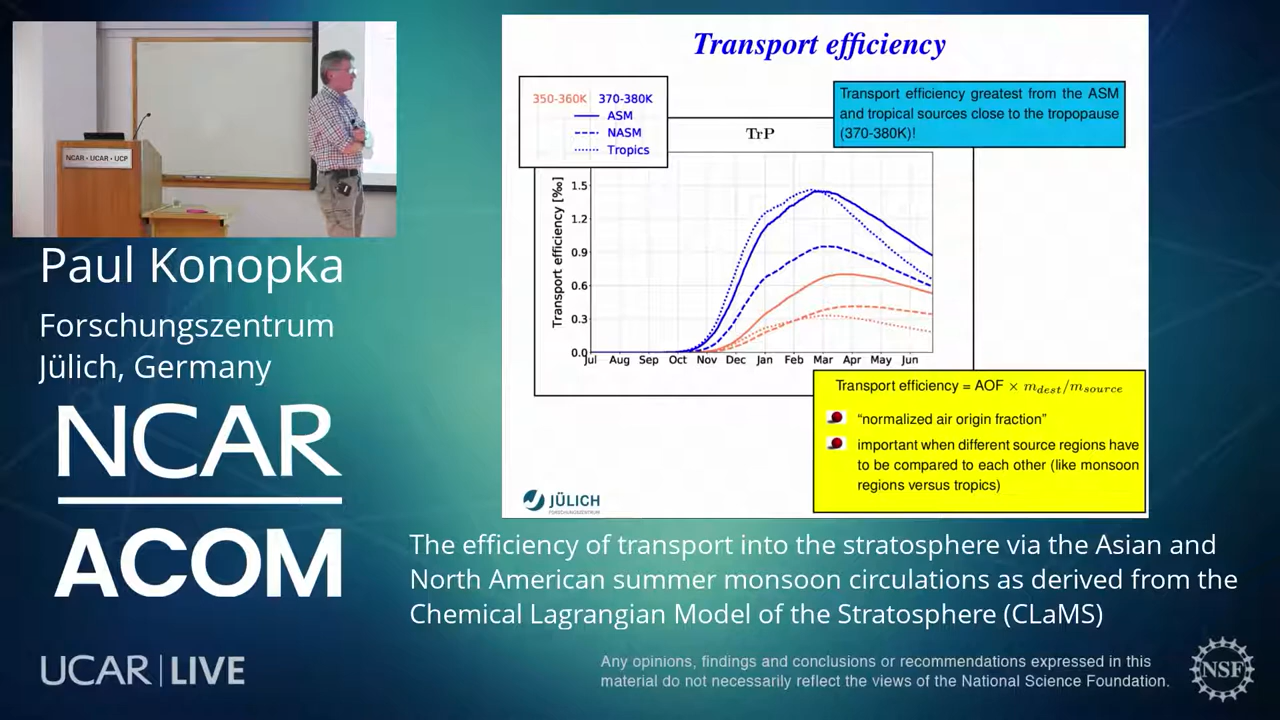 NCAR • UCAR • UCP
Paul Konopka
Forschungszentrum
Jülich, Germany
NCAR
ACOM
UCAR | LIVE
Transport efficiency
350-360K 370-380K
ASM
NASM
Tropics
TrP
Transport efficiency greatest from the ASM
and tropical sources close to the tropopause
(370-380K)!
Transport efficiency [‰]
1.5
1.2
0.9
0.6
0.3
0.0
Jul Aug Sep Oct Nov Dec Jan Feb Mar Apr May Jun
Transport efficiency = AOF × m_dest/m_source
“normalized air origin fraction”
important when different source regions have
to be compared to each other (like monsoon
regions versus tropics)
JÜLICH
FORSCHUNGSZENTRUM
The efficiency of transport into the stratosphere via the Asian and
North American summer monsoon circulations as derived from the
Chemical Lagrangian Model of the Stratosphere (CLaMS)
Any opinions, findings and conclusions or recommendations expressed in this
material do not necessarily reflect the views of the National Science Foundation.
NSF